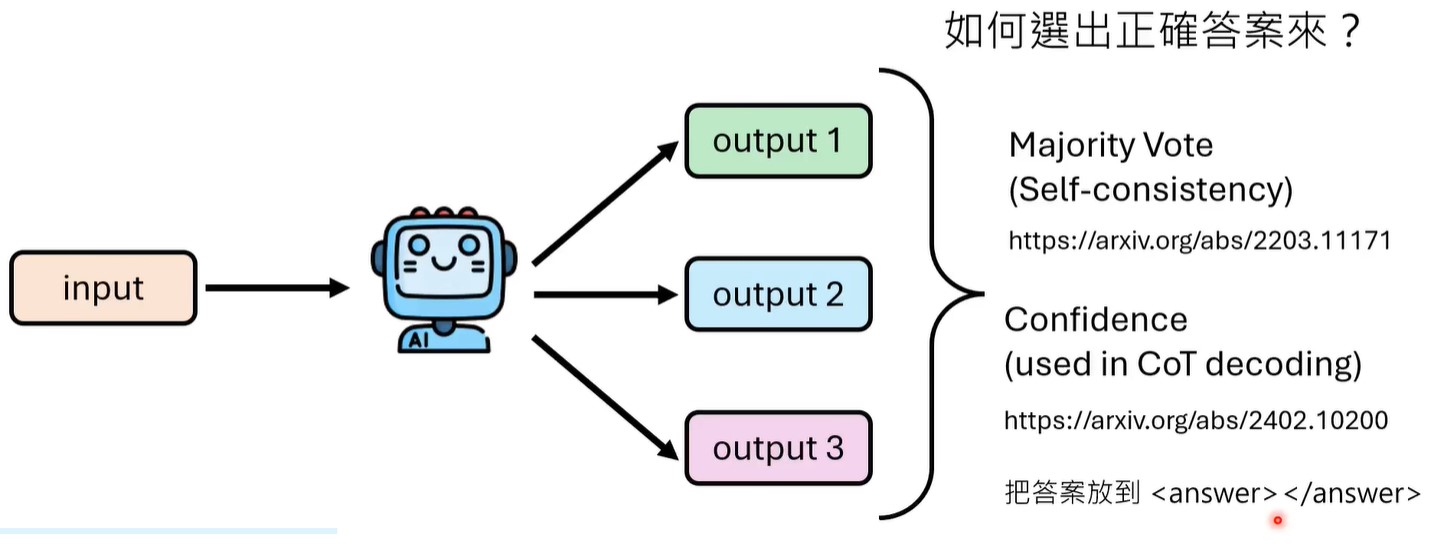 如何選出正確答案來？
input
AI
output 1
output 2
output 3
Majority Vote
(Self-consistency)
https://arxiv.org/abs/2203.11171
Confidence
(used in CoT decoding)
https://arxiv.org/abs/2402.10200
把答案放到 <answer></answer>